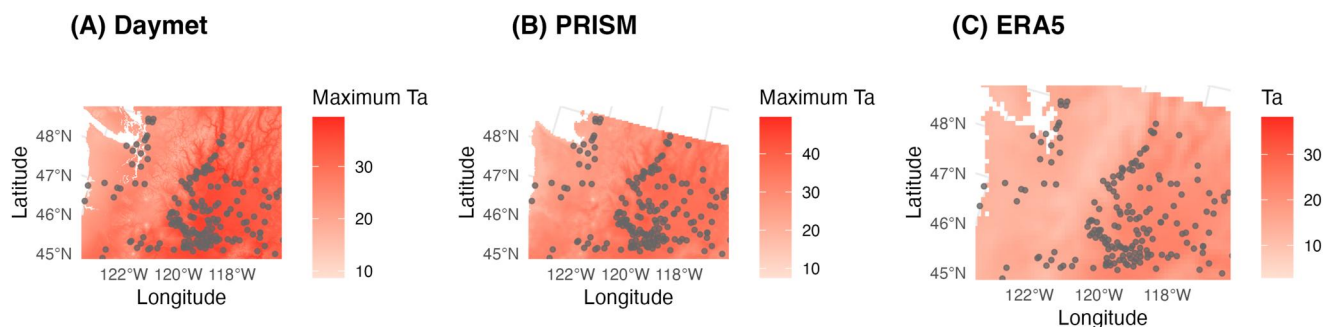 (A) Daymet
(B) PRISM
(C) ERA5
Maximum Ta
30
20
10
48°N
47°N
46°N
45°N
Latitude
122°W 120°W 118°W
Longitude
Maximum Ta
40
30
20
10
48°N
47°N
46°N
45°N
Latitude
122°W 120°W 118°W
Longitude
Ta
30
20
10
48°N
47°N
46°N
45°N
Latitude
122°W 120°W 118°W
Longitude